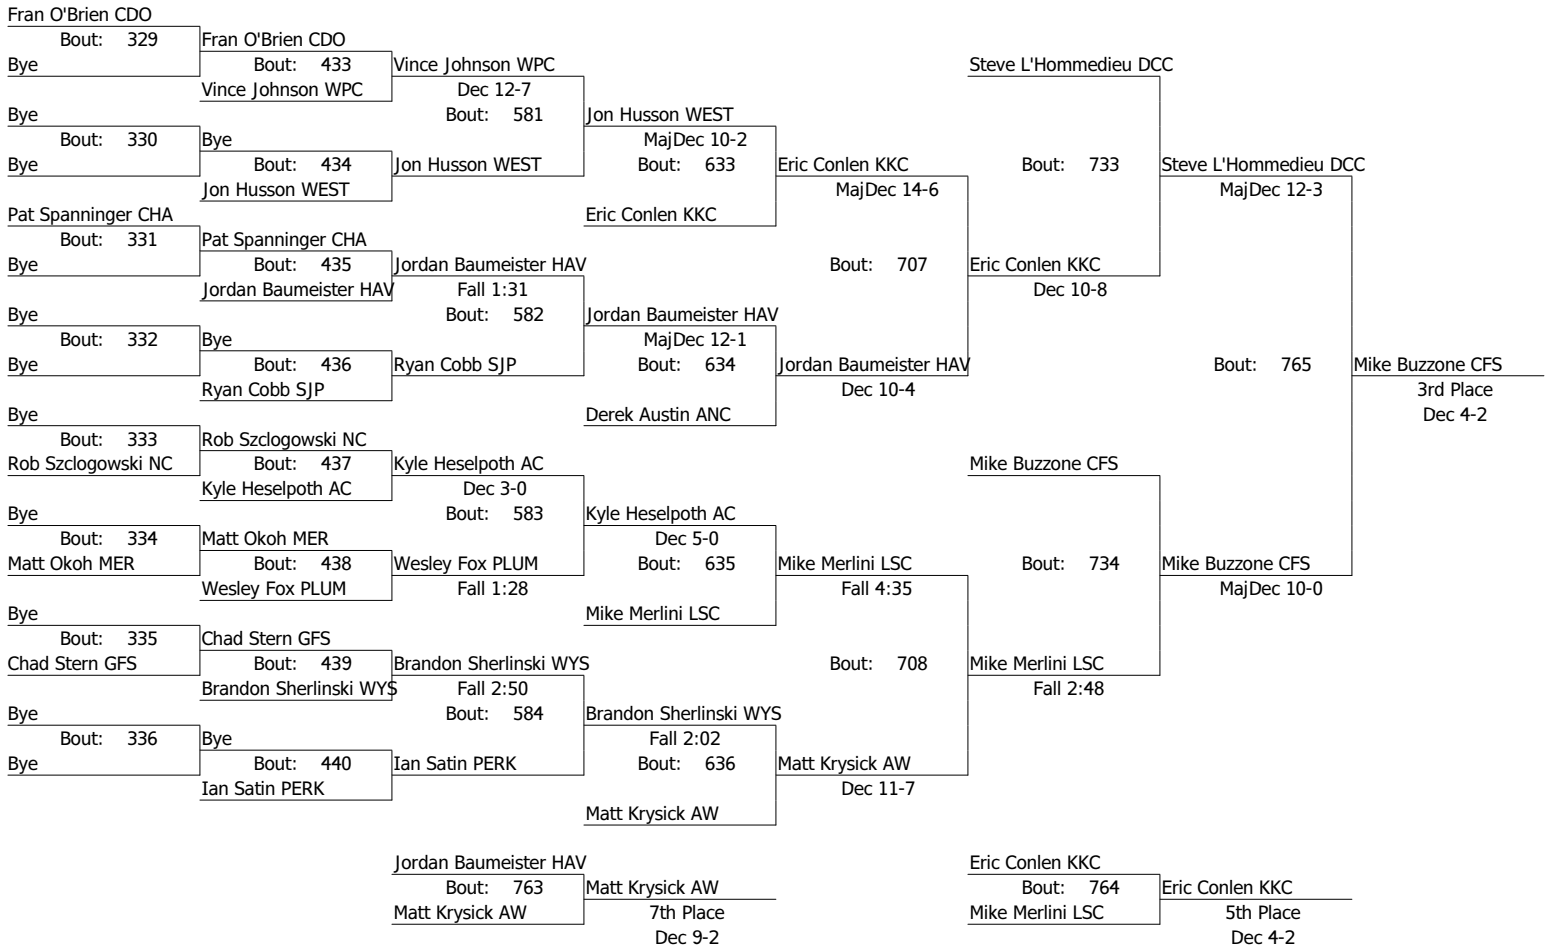 Fran O'Brien CDO
Bout: 329
Bye
Bye
Bout: 330
Bye
Pat Spanninger CHA
Bout: 331
Bye
Bye
Bout: 332
Bye
Bye
Bout: 333
Rob Szclogowski NC
Bye
Bout: 334
Matt Okoh MER
Bye
Bout: 335
Chad Stern GFS
Bye
Bout: 336
Bye
Fran O'Brien CDO
Bout: 433
Vince Johnson WPC
Bye
Bout: 434
Jon Husson WEST
Pat Spanninger CHA
Bout: 435
Jordan Baumeister HAV
Bye
Bout: 436
Ryan Cobb SJP
Rob Szclogowski NC
Bout: 437
Kyle Heselpoth AC
Matt Okoh MER
Bout: 438
Wesley Fox PLUM
Chad Stern GFS
Bout: 439
Brandon Sherlinski WYS
Bye
Bout: 440
Ian Satin PERK
Vince Johnson WPC
Dec 12-7
Bout: 581
Jon Husson WEST
Jordan Baumeister HAV
Fall 1:31
Bout: 582
Ryan Cobb SJP
Kyle Heselpoth AC
Dec 3-0
Bout: 583
Wesley Fox PLUM
Fall 1:28
Brandon Sherlinski WYS
Fall 2:50
Bout: 584
Ian Satin PERK
Jon Husson WEST
MajDec 10-2
Bout: 633
Eric Conlen KKC
Jordan Baumeister HAV
MajDec 12-1
Bout: 634
Derek Austin ANC
Kyle Heselpoth AC
Dec 5-0
Bout: 635
Mike Merlini LSC
Brandon Sherlinski WYS
Fall 2:02
Bout: 636
Matt Krysick AW
Eric Conlen KKC
MajDec 14-6
Bout: 707
Jordan Baumeister HAV
Dec 10-4
Mike Merlini LSC
Fall 4:35
Bout: 708
Matt Krysick AW
Dec 11-7
Steve L'Hommedieu DCC
Bout: 733
Eric Conlen KKC
Dec 10-8
Mike Buzzone CFS
Bout: 734
Mike Merlini LSC
Fall 2:48
Steve L'Hommedieu DCC
MajDec 12-3
Bout: 765
Mike Buzzone CFS
MajDec 10-0
Mike Buzzone CFS
3rd Place
Dec 4-2
Jordan Baumeister HAV
Bout: 763
Matt Krysick AW
Matt Krysick AW
7th Place
Dec 9-2
Eric Conlen KKC
Bout: 764
Mike Merlini LSC
Eric Conlen KKC
5th Place
Dec 4-2